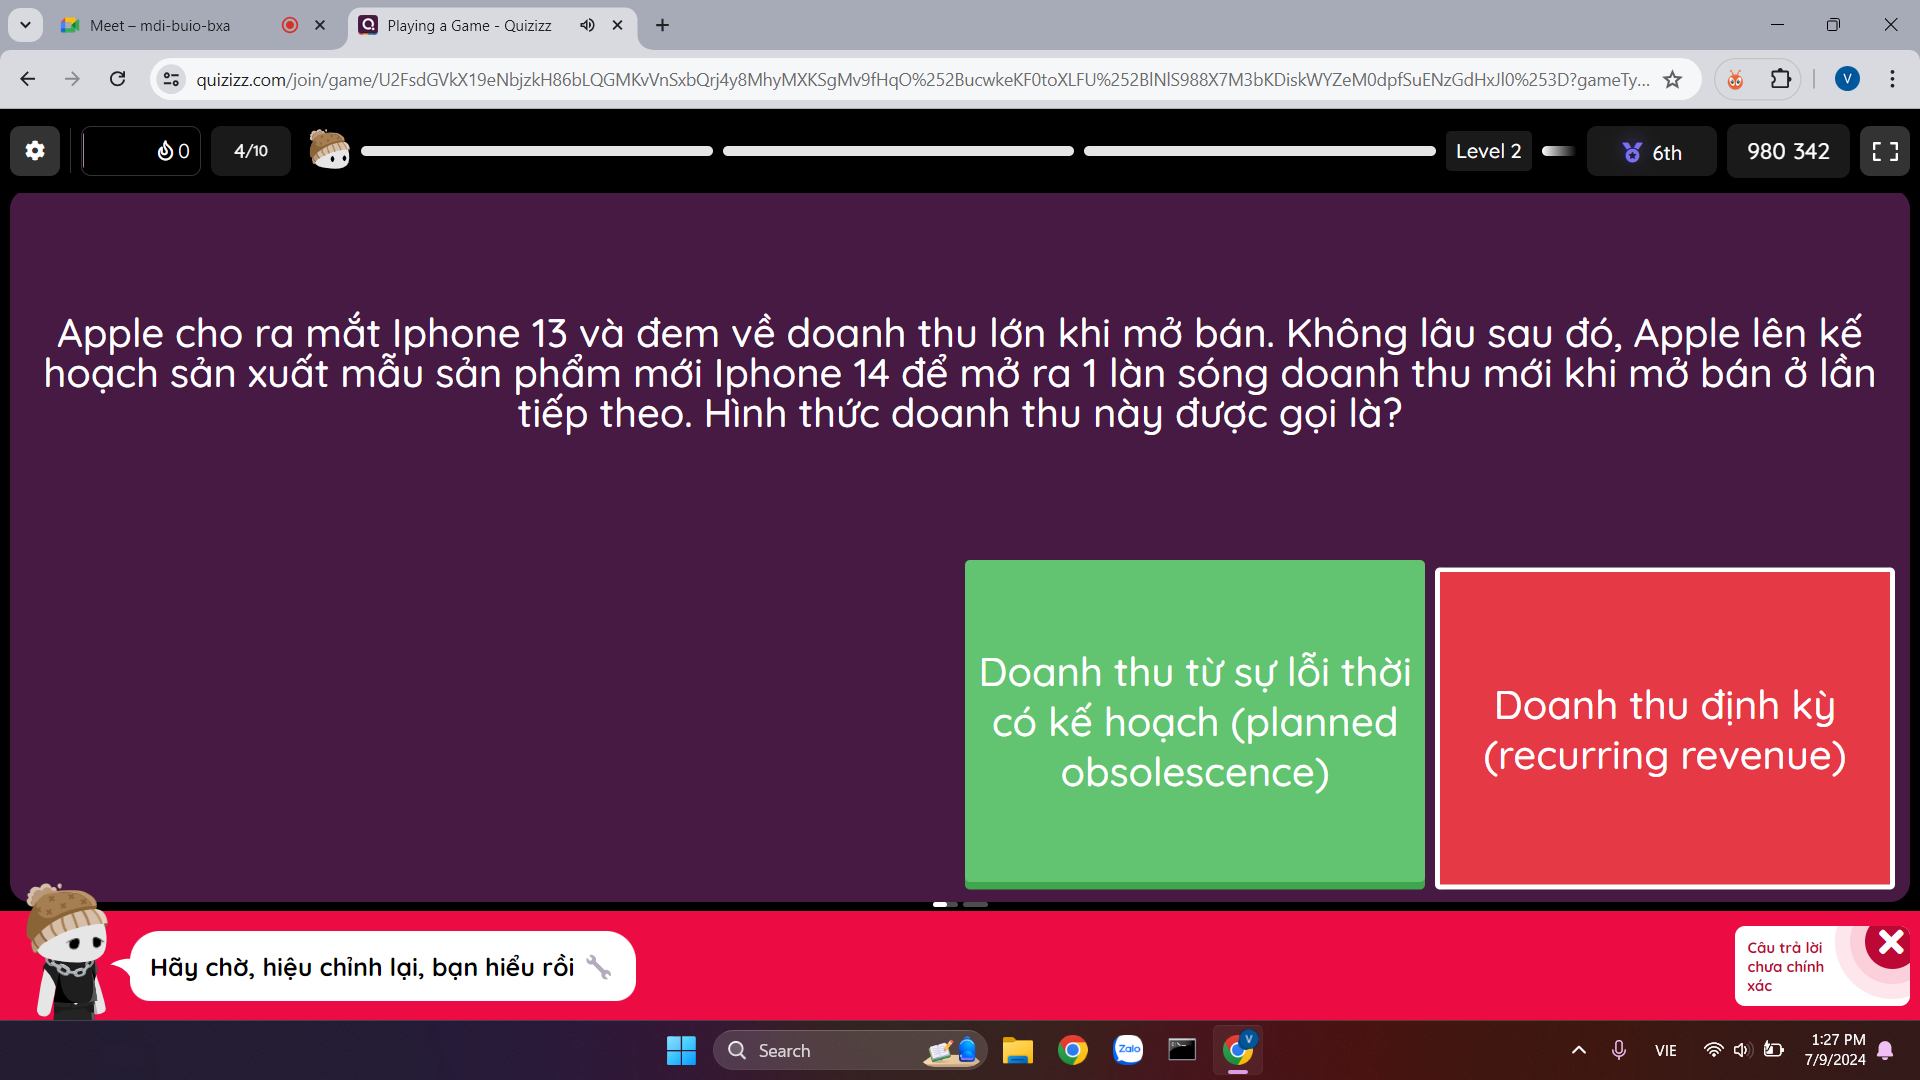 Meet – mdi-buio-bxa
Playing a Game - Quizizz
quizizz.com/join/game/U2FsdGVkX19eNbjzkH86bLQGMKvVnSxbQrj4y8MhyMXKSgMv9fHqO%252BucwkeKF0toXLFU%252BlNlS988X7M3bKDiskWYZeM0dpfSuENzGdHxJl0%253D?gameTy...
V
0
4/10
Level 2
6th
980 342
Apple cho ra mắt Iphone 13 và đem về doanh thu lớn khi mở bán. Không lâu sau đó, Apple lên kế
hoạch sản xuất mẫu sản phẩm mới Iphone 14 để mở ra 1 làn sóng doanh thu mới khi mở bán ở lần
tiếp theo. Hình thức doanh thu này được gọi là?
Doanh thu từ sự lỗi thời
có kế hoạch (planned
obsolescence)
Doanh thu định kỳ
(recurring revenue)
Hãy chờ, hiệu chỉnh lại, bạn hiểu rồi
Câu trả lời
chưa chính
xác
Search
Zalo
V
VIE
1:27 PM
7/9/2024